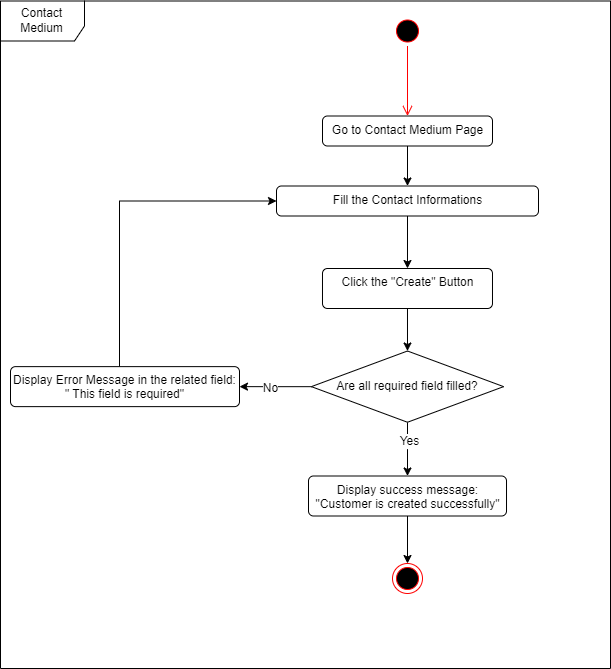 Contact
Medium
Go to Contact Medium Page
Fill the Contact Informations
Click the "Create" Button
Are all required field filled?
No
Display Error Message in the related field:
" This field is required"
Yes
Display success message:
"Customer is created successfully"